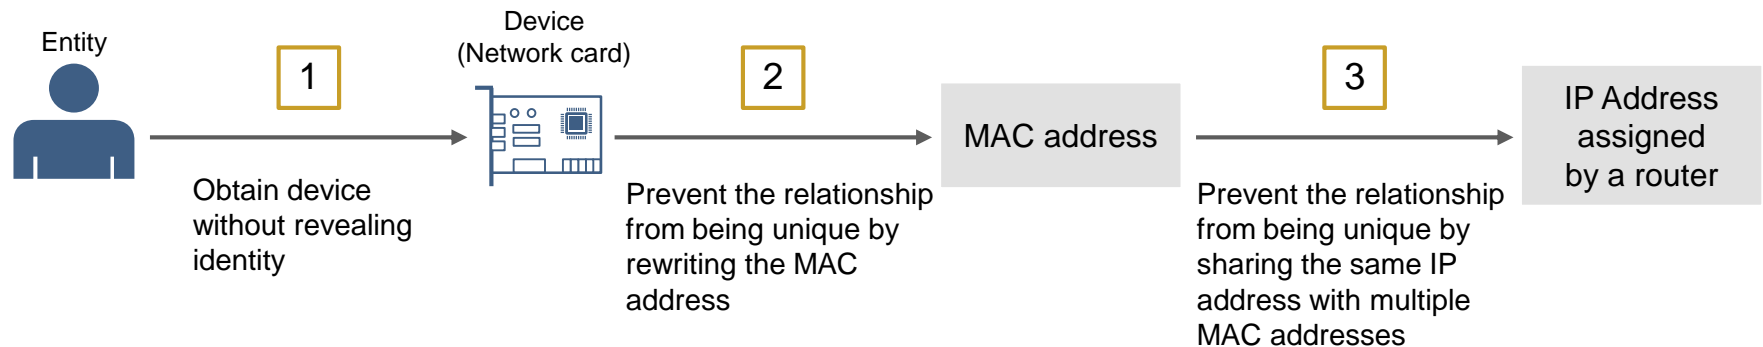 Entity
1
Obtain device
without revealing
identity
Device
(Network card)
2
Prevent the relationship
from being unique by
rewriting the MAC
address
MAC address
3
Prevent the relationship
from being unique by
sharing the same IP
address with multiple
MAC addresses
IP Address
assigned
by a router